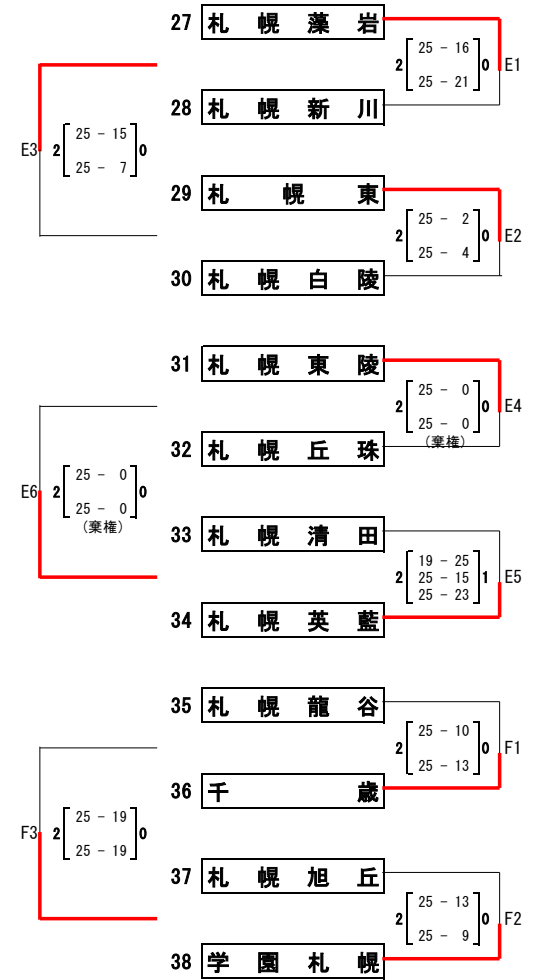 27 札幌藻岩
2 25 - 16 0 E1
25 - 21
28 札幌新川
E3 2 25 - 15 0
25 - 7
29 札幌東
2 25 - 2 0 E2
25 - 4
30 札幌白陵
31 札幌東陵
2 25 - 0 0 E4
25 - 0
(棄権)
32 札幌丘珠
E6 2 25 - 0 0
25 - 0
(棄権)
33 札幌清田
19 - 25
2 25 - 15 1 E5
25 - 23
34 札幌英藍
35 札幌龍谷
2 25 - 10 0 F1
25 - 13
36 千歳
F3 2 25 - 19 0
25 - 19
37 札幌旭丘
2 25 - 13 0 F2
25 - 9
38 学園札幌